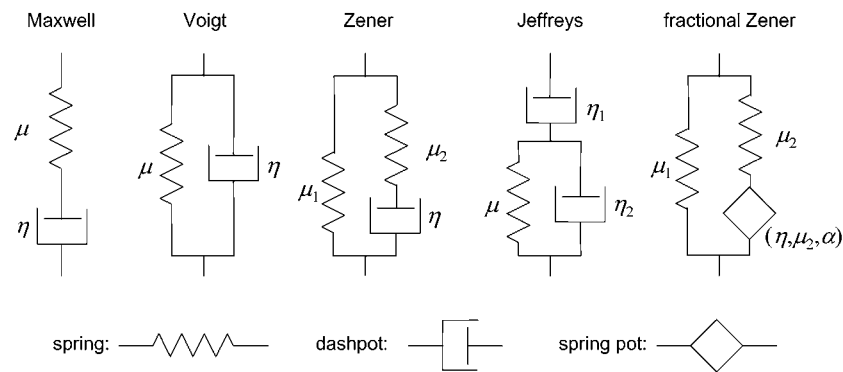 Maxwell Voigt Zener Jeffreys fractional Zener
μ
η
μ
η
μ₁
μ₂
η
η₁
μ
η₂
μ₁
μ₂
(η,μ₂,α)
spring: dashpot: spring pot: